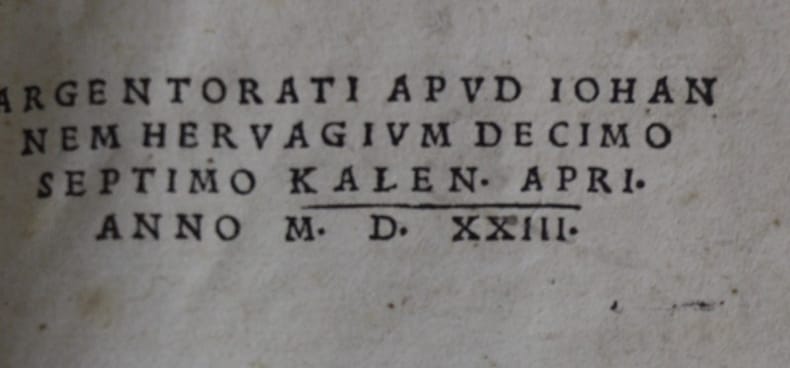 ARGENTORATI APVD IOHAN
NEM HERVAGIVM DECIMO
SEPTIMO KALEN. APRI.
ANNO M. D. XXIII.